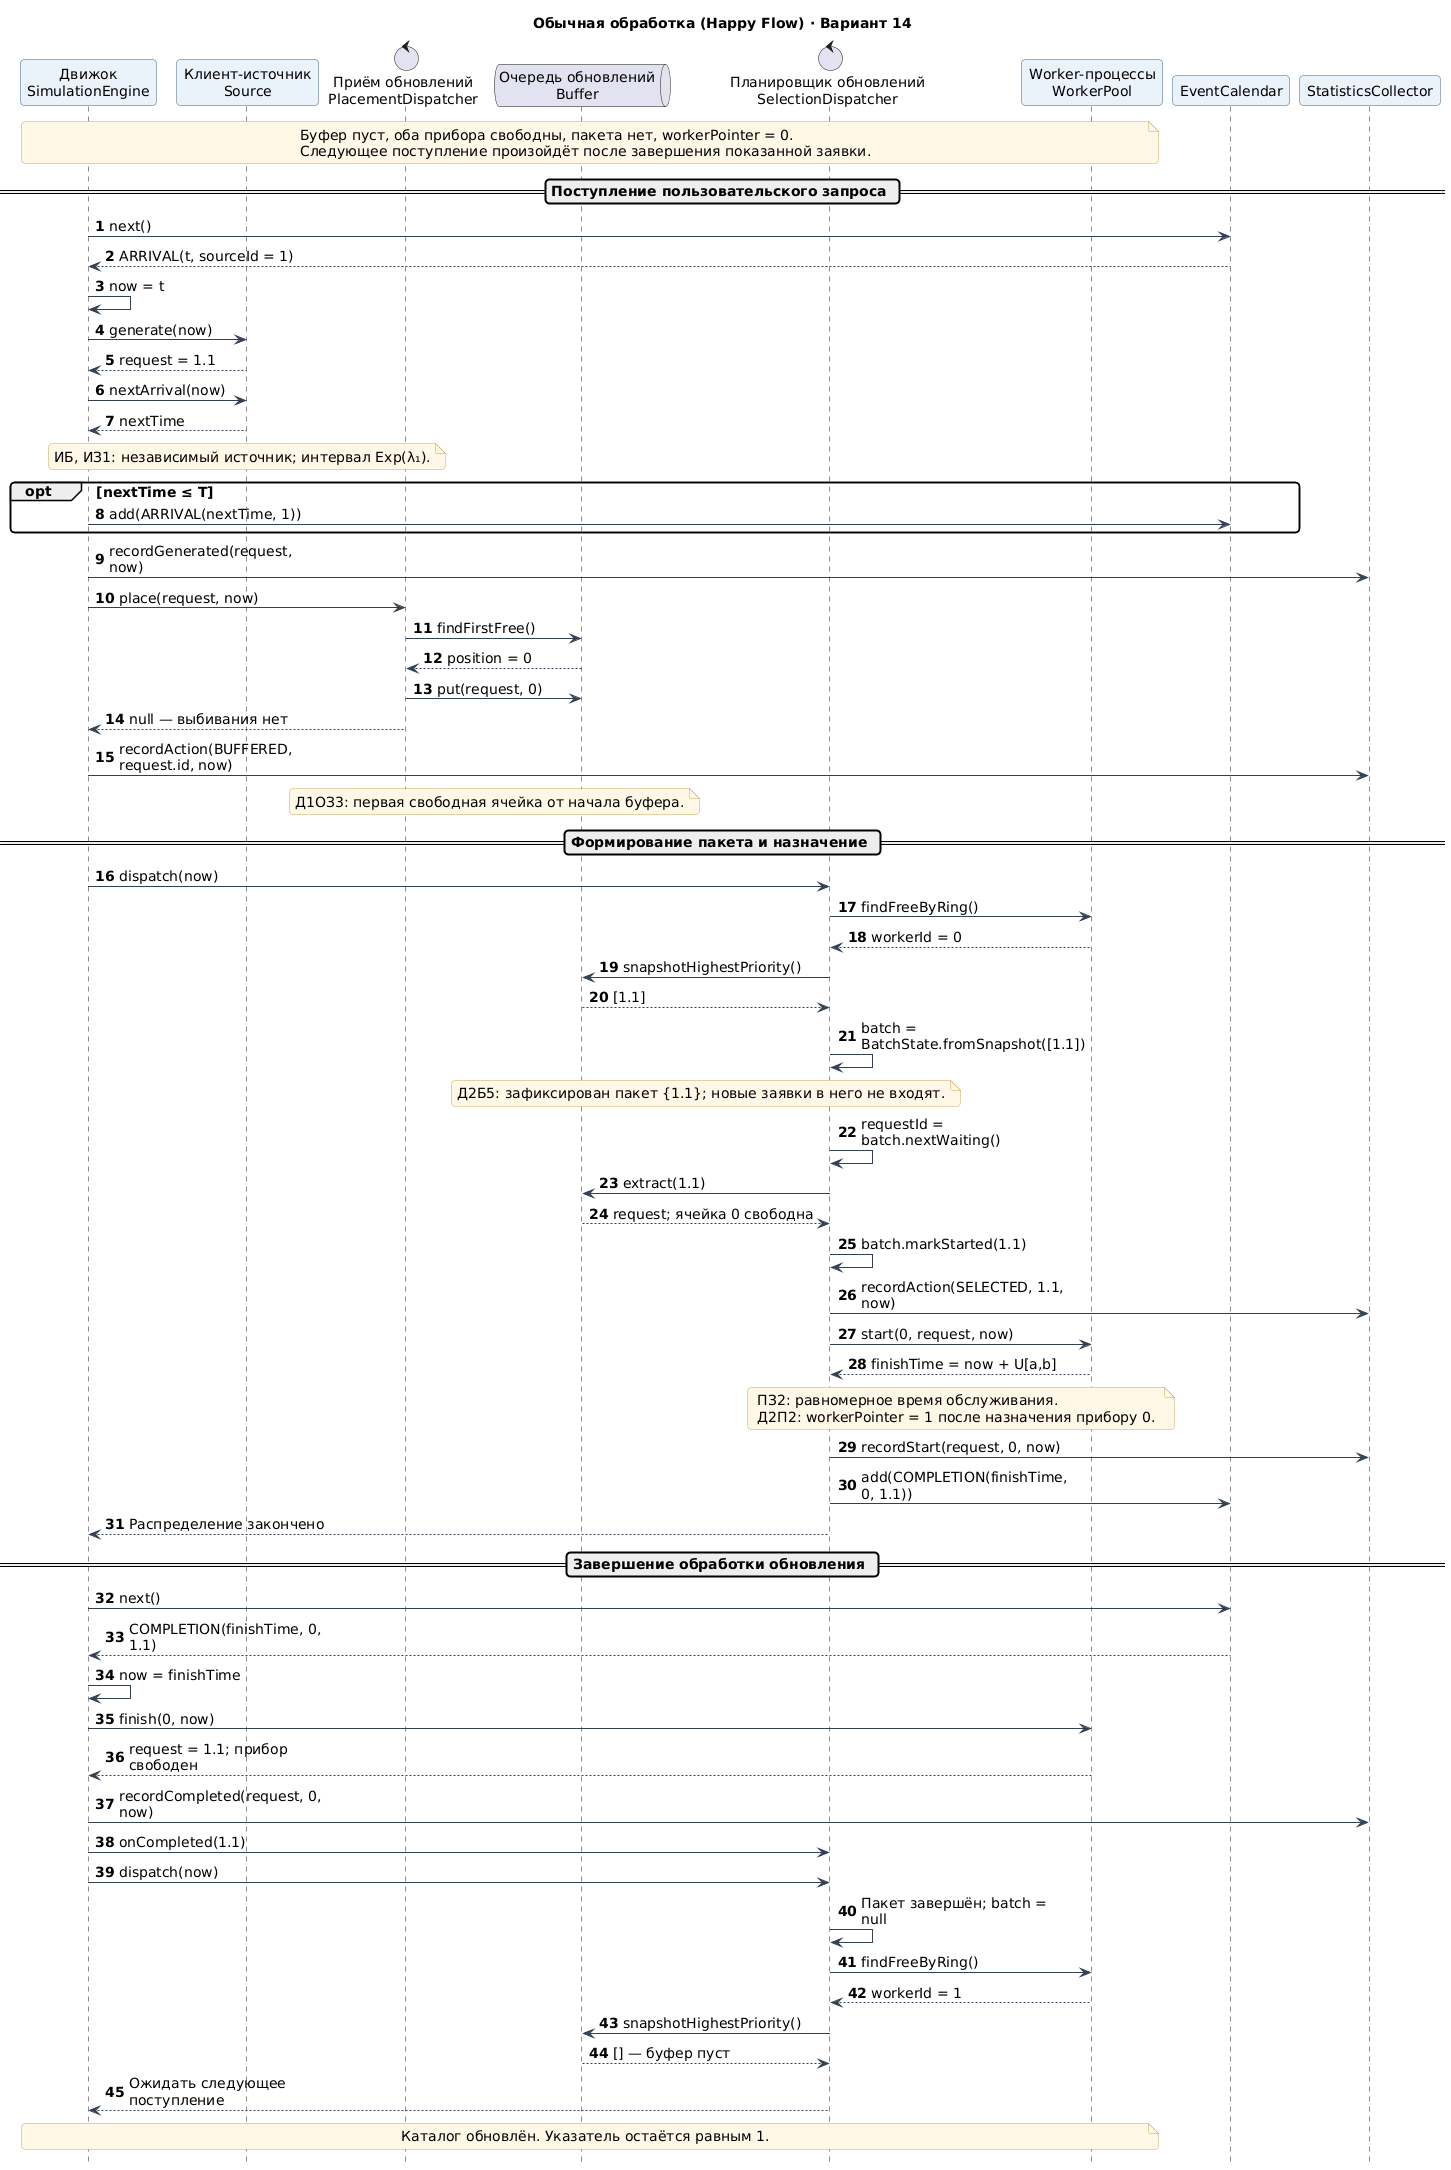 Обычная обработка (Happy Flow) · Вариант 14
Движок
SimulationEngine
Клиент-источник
Source
Приём обновлений
PlacementDispatcher
Очередь обновлений
Buffer
Планировщик обновлений
SelectionDispatcher
Worker-процессы
WorkerPool
EventCalendar
StatisticsCollector
Буфер пуст, оба прибора свободны, пакета нет, workerPointer = 0.
Следующее поступление произойдёт после завершения показанной заявки.
Поступление пользовательского запроса
1 next()
2 ARRIVAL(t, sourceId = 1)
3 now = t
4 generate(now)
5 request = 1.1
6 nextArrival(now)
7 nextTime
ИБ, ИЗ1: независимый источник; интервал Exp(λ₁).
opt [nextTime ≤ T]
8 add(ARRIVAL(nextTime, 1))
9 recordGenerated(request,
now)
10 place(request, now)
11 findFirstFree()
12 position = 0
13 put(request, 0)
14 null — выбивания нет
15 recordAction(BUFFERED,
request.id, now)
Д1ОЗ3: первая свободная ячейка от начала буфера.
Формирование пакета и назначение
16 dispatch(now)
17 findFreeByRing()
18 workerId = 0
19 snapshotHighestPriority()
20 [1.1]
21 batch =
BatchState.fromSnapshot([1.1])
Д2Б5: зафиксирован пакет {1.1}; новые заявки в него не входят.
22 requestId =
batch.nextWaiting()
23 extract(1.1)
24 request; ячейка 0 свободна
25 batch.markStarted(1.1)
26 recordAction(SELECTED, 1.1,
now)
27 start(0, request, now)
28 finishTime = now + U[a,b]
ПЗ2: равномерное время обслуживания.
Д2П2: workerPointer = 1 после назначения прибору 0.
29 recordStart(request, 0, now)
30 add(COMPLETION(finishTime,
0, 1.1))
31 Распределение закончено
Завершение обработки обновления
32 next()
33 COMPLETION(finishTime, 0,
1.1)
34 now = finishTime
35 finish(0, now)
36 request = 1.1; прибор
свободен
37 recordCompleted(request, 0,
now)
38 onCompleted(1.1)
39 dispatch(now)
40 Пакет завершён; batch =
null
41 findFreeByRing()
42 workerId = 1
43 snapshotHighestPriority()
44 [] — буфер пуст
45 Ожидать следующее
поступление
Каталог обновлён. Указатель остаётся равным 1.